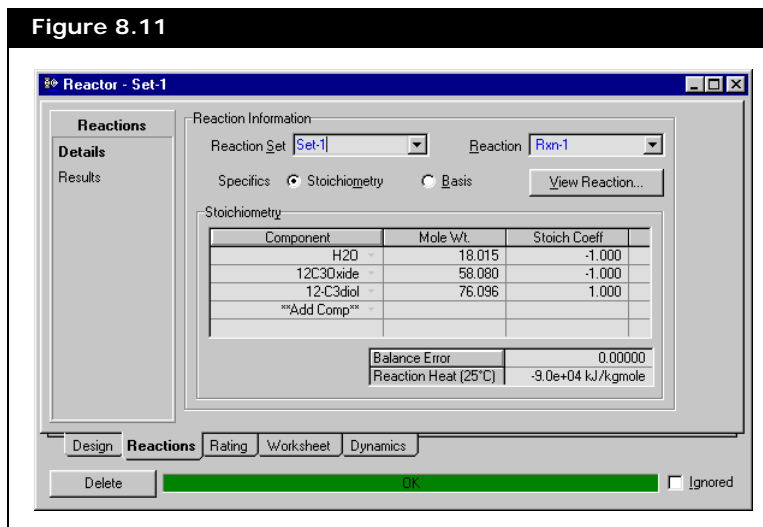 Figure 8.11
Reactor - Set-1
Reactions
Details
Results
Reaction Information
Reaction Set Set-1 Reaction Rxn-1
Specifics Stoichiometry Basis View Reaction...
Stoichiometry
Component Mole Wt. Stoich Coeff
H2O 18.015 -1.000
12C3Oxide 58.080 -1.000
12-C3diol 76.096 1.000
**Add Comp**
Balance Error 0.00000
Reaction Heat (25°C) -9.0e+04 kJ/kgmole
Design Reactions Rating Worksheet Dynamics
Delete OK Ignored